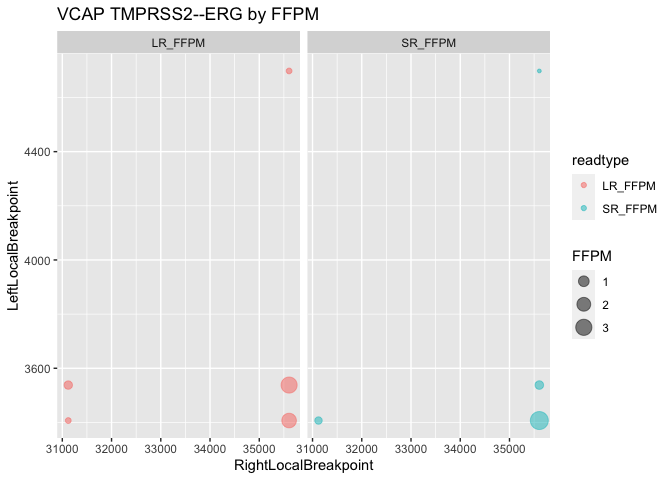 VCAP TMPRSS2--ERG by FFPM
LR_FFPM
SR_FFPM
4400
4000
3600
LeftLocalBreakpoint
31000 32000 33000 34000 35000
31000 32000 33000 34000 35000
RightLocalBreakpoint
readtype
LR_FFPM
SR_FFPM
FFPM
1
2
3